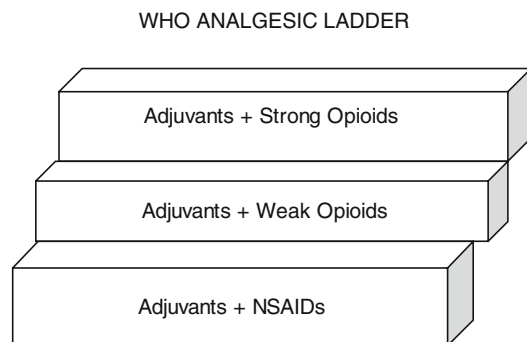 WHO ANALGESIC LADDER
Adjuvants + Strong Opioids
Adjuvants + Weak Opioids
Adjuvants + NSAIDs